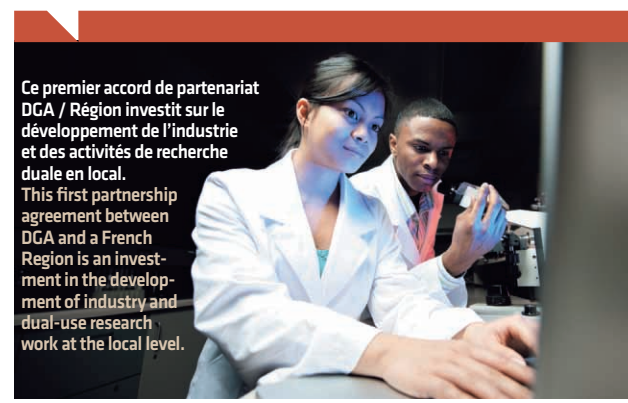 Ce premier accord de partenariat
DGA / Région investit sur le
développement de l'industrie
et des activités de recherche
duale en local.
This first partnership
agreement between
DGA and a French
Region is an invest-
ment in the develop-
ment of industry and
dual-use research
work at the local level.